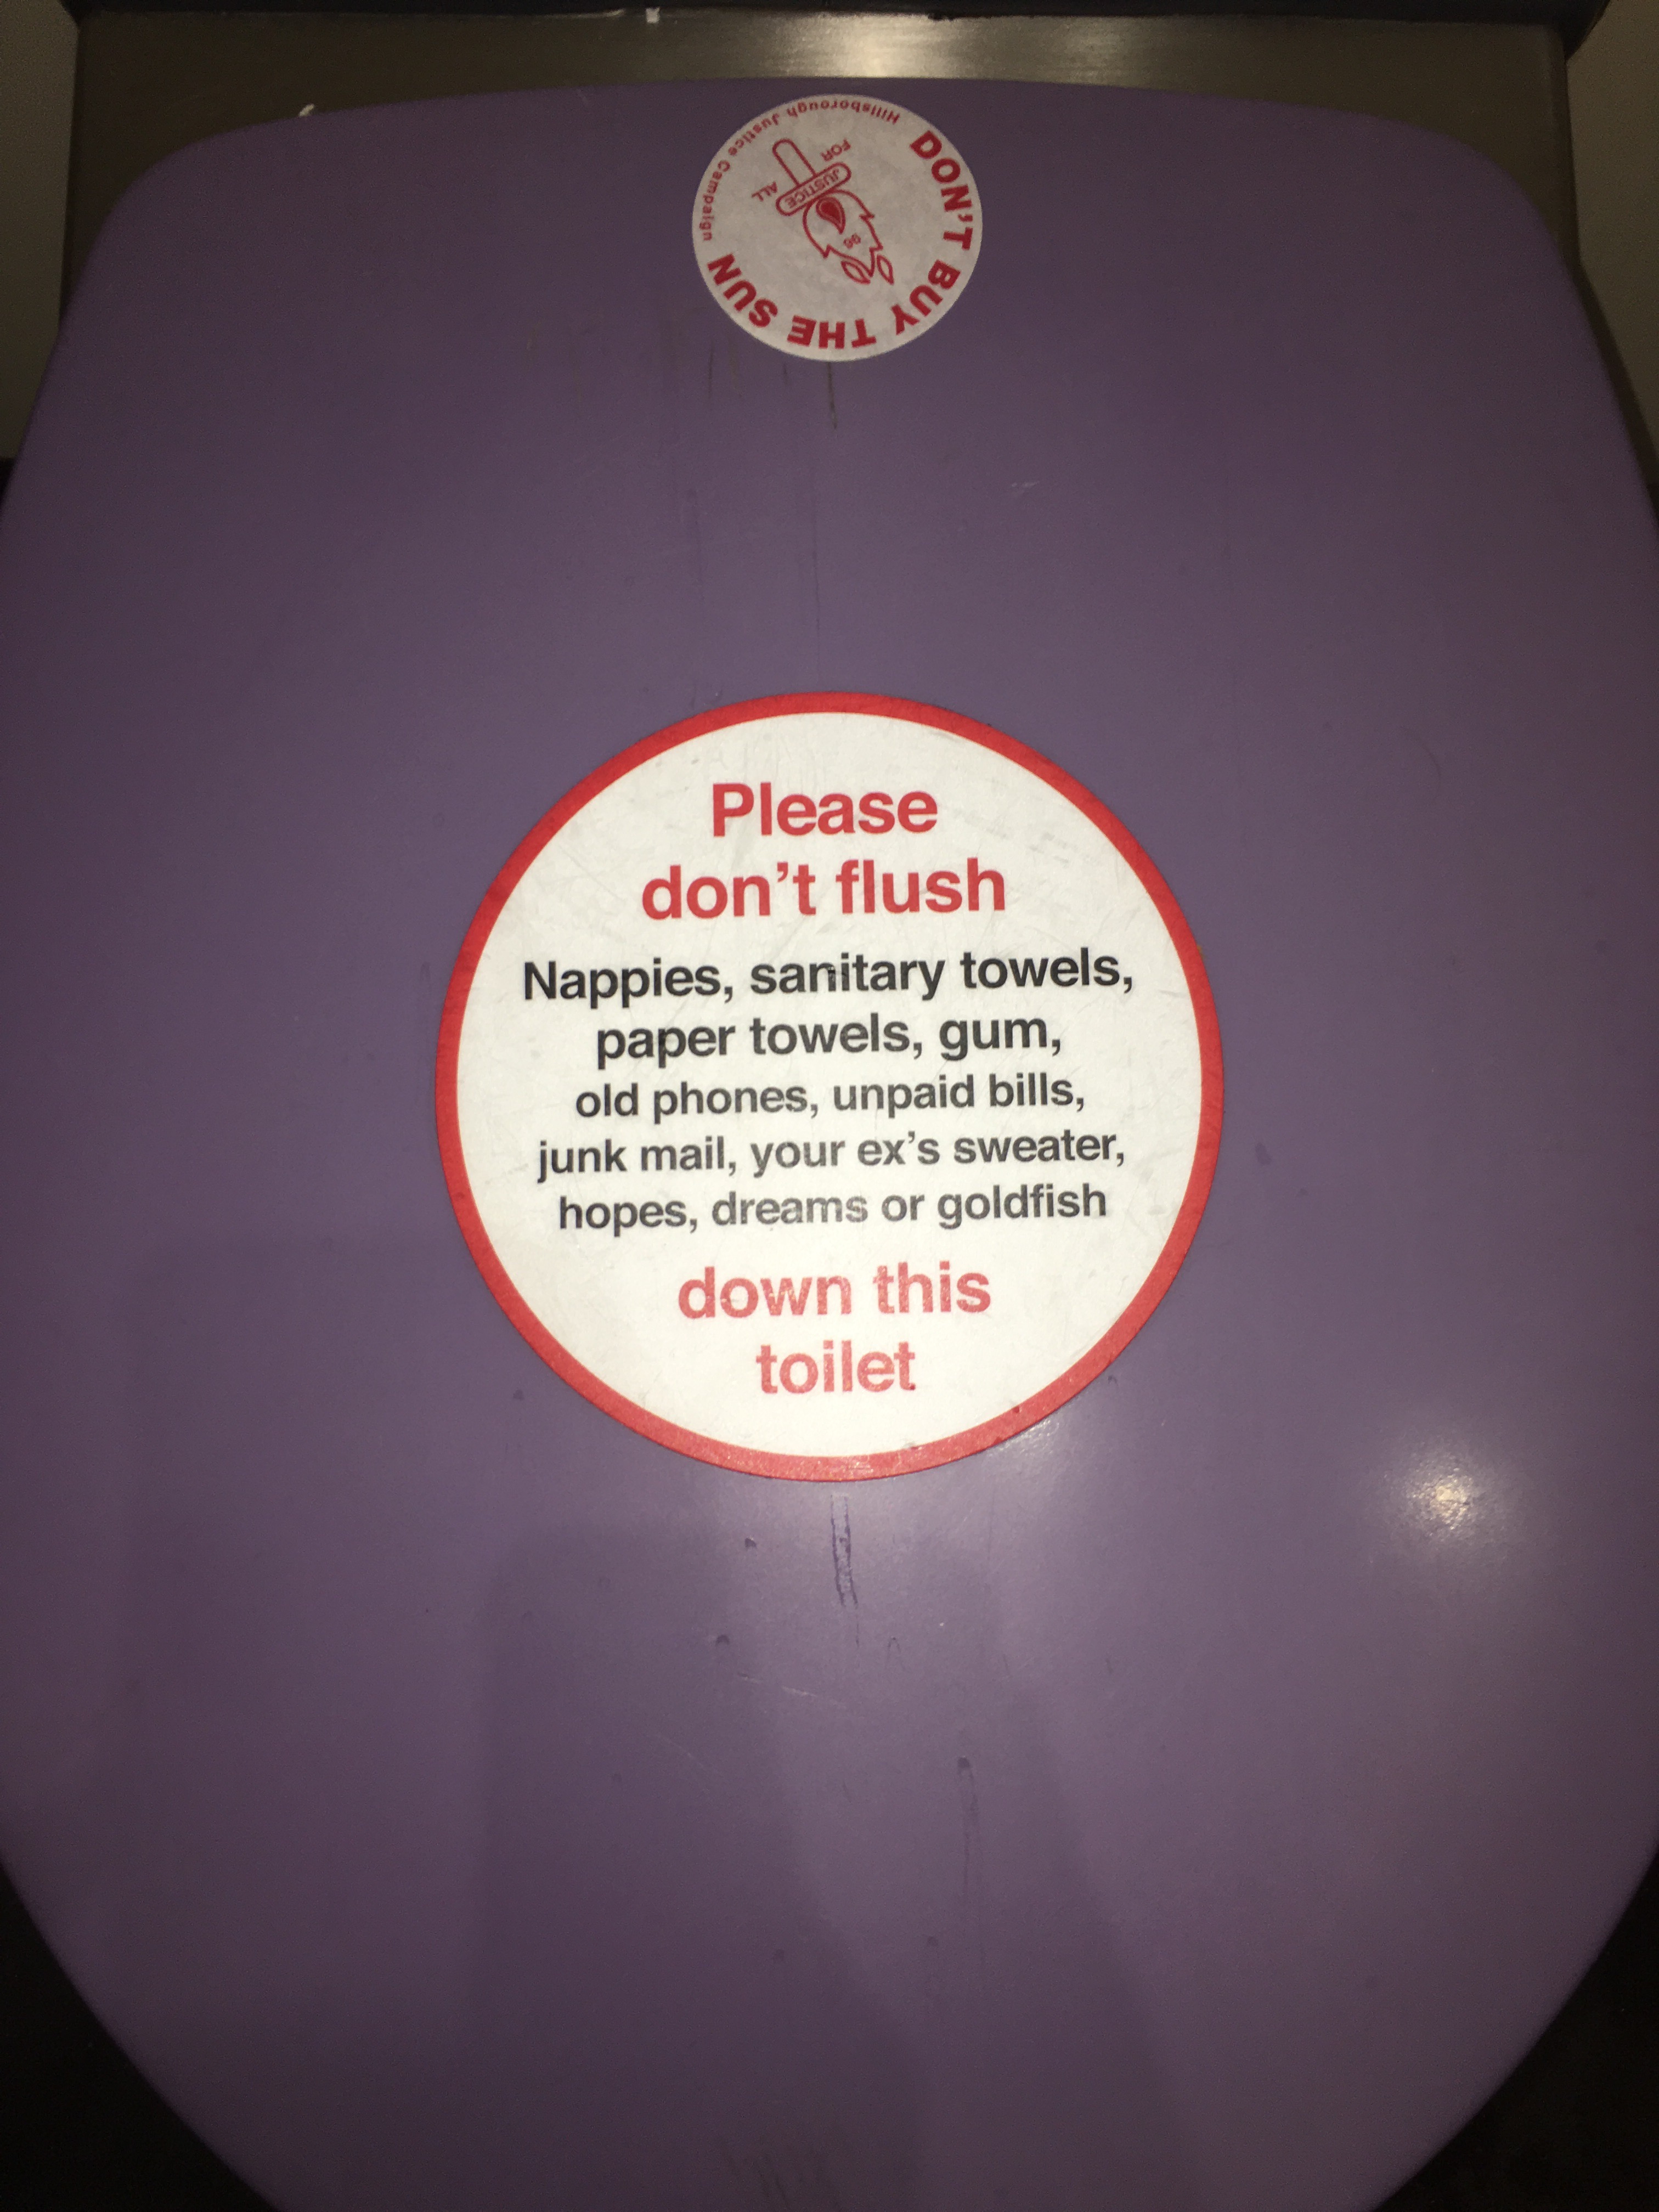 DON'T BUY THE SUN
Hillsborough Justice Campaign
96
JUSTICE
FOR
ALL
Please
don't flush
Nappies, sanitary towels,
paper towels, gum,
old phones, unpaid bills,
junk mail, your ex's sweater,
hopes, dreams or goldfish
down this
toilet